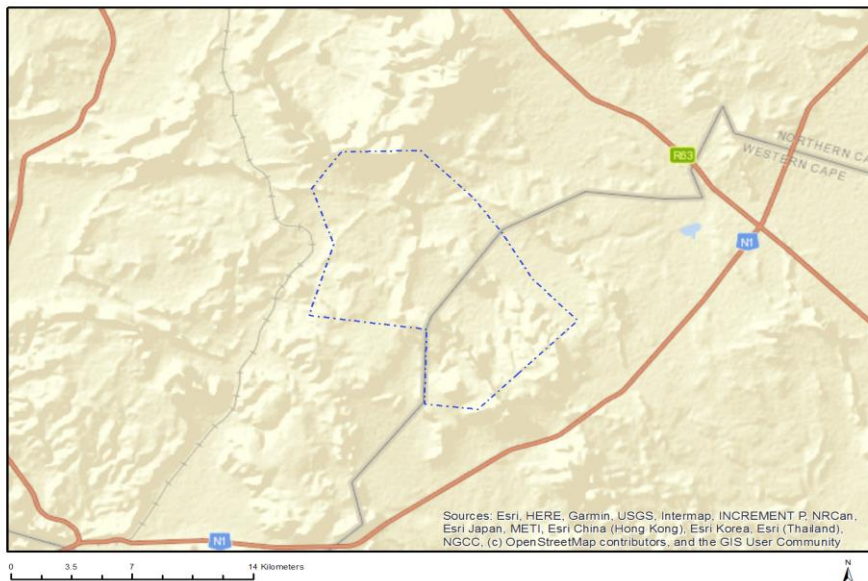 R63
NORTHERN CA
WESTERN CAPE
N1
N1
Sources: Esri, HERE, Garmin, USGS, Intermap, INCREMENT P, NRCan,
Esri Japan, METI, Esri China (Hong Kong), Esri Korea, Esri (Thailand),
NGCC, (c) OpenStreetMap contributors, and the GIS User Community
0 3.5 7 14 Kilometers
N